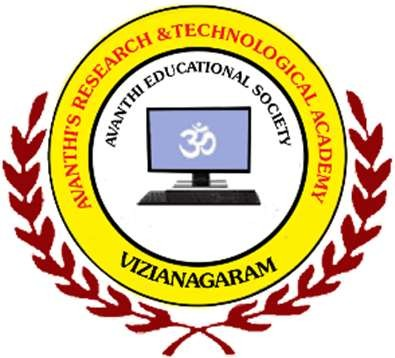 AVANTHI'S RESEARCH &TECHNOLOGICAL ACADEMY
AVANTHI EDUCATIONAL SOCIETY
ॐ
VIZIANAGARAM